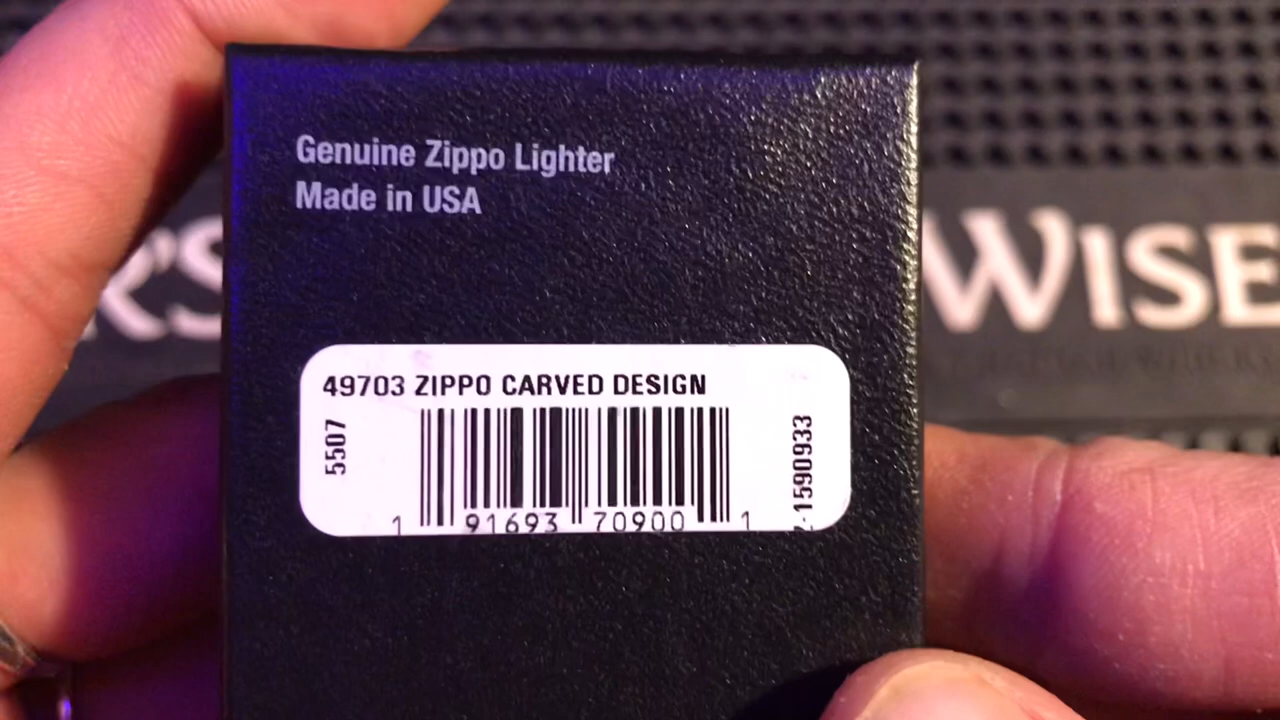 Genuine Zippo Lighter
Made in USA
R'S
WISE
49703 ZIPPO CARVED DESIGN
5507
1 91693 70900 1
-1590933